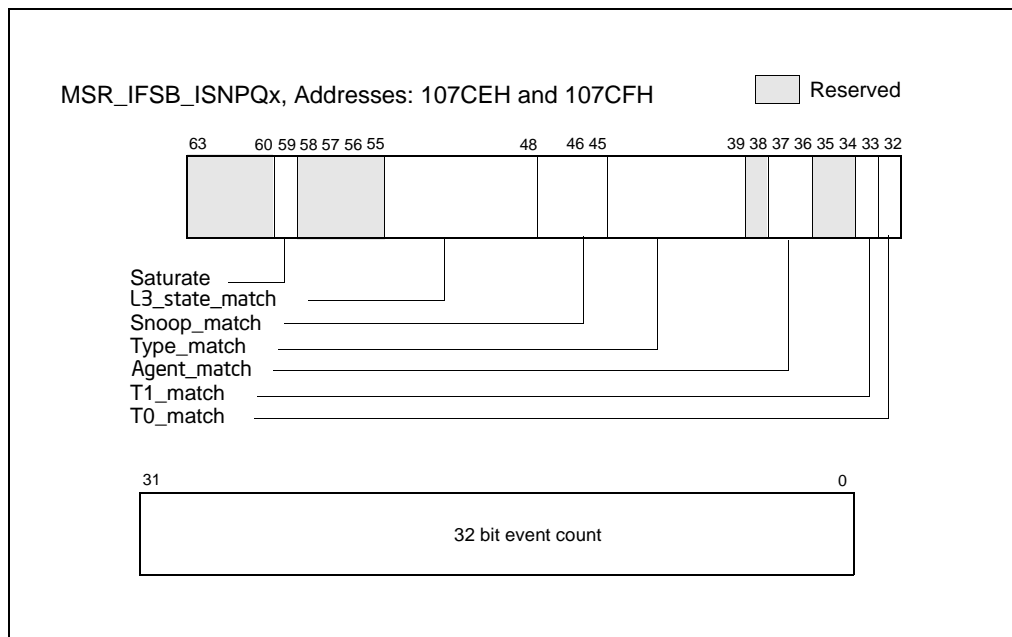 MSR_IFSB_ISNPQx, Addresses: 107CEH and 107CFH
Reserved
63 60 59 58 57 56 55 48 46 45 39 38 37 36 35 34 33 32
Saturate
L3_state_match
Snoop_match
Type_match
Agent_match
T1_match
T0_match
31 0
32 bit event count